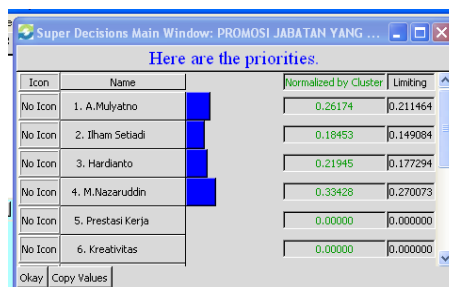 Super Decisions Main Window: PROMOSI JABATAN YANG ...
Here are the priorities.
Icon Name Normalized by Cluster Limiting
No Icon 1. A.Mulyatno 0.26174 0.211464
No Icon 2. Ilham Setiadi 0.18453 0.149084
No Icon 3. Hardianto 0.21945 0.177294
No Icon 4. M.Nazaruddin 0.33428 0.270073
No Icon 5. Prestasi Kerja 0.00000 0.000000
No Icon 6. Kreativitas 0.00000 0.000000
Okay Copy Values